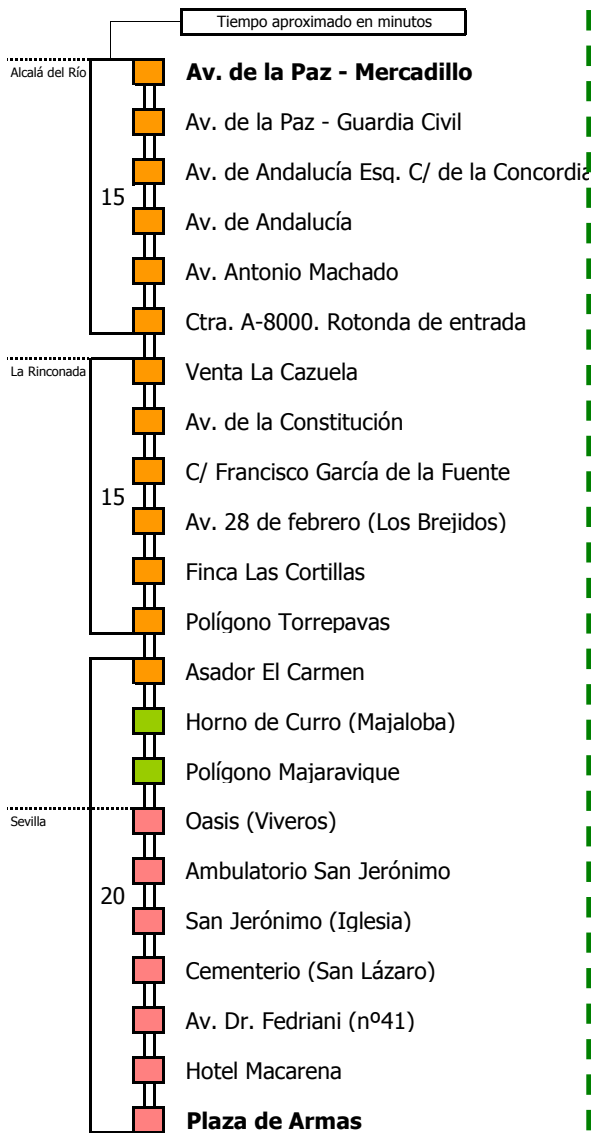 Tiempo aproximado en minutos
Alcalá del Río
Av. de la Paz - Mercadillo
Av. de la Paz - Guardia Civil
Av. de Andalucía Esq. C/ de la Concordia
15
Av. de Andalucía
Av. Antonio Machado
Ctra. A-8000. Rotonda de entrada
La Rinconada
Venta La Cazuela
Av. de la Constitución
C/ Francisco García de la Fuente
15
Av. 28 de febrero (Los Brejidos)
Finca Las Cortillas
Polígono Torrepavas
Asador El Carmen
Horno de Curro (Majaloba)
Polígono Majaravique
Sevilla
Oasis (Viveros)
Ambulatorio San Jerónimo
20
San Jerónimo (Iglesia)
Cementerio (San Lázaro)
Av. Dr. Fedriani (nº41)
Hotel Macarena
Plaza de Armas